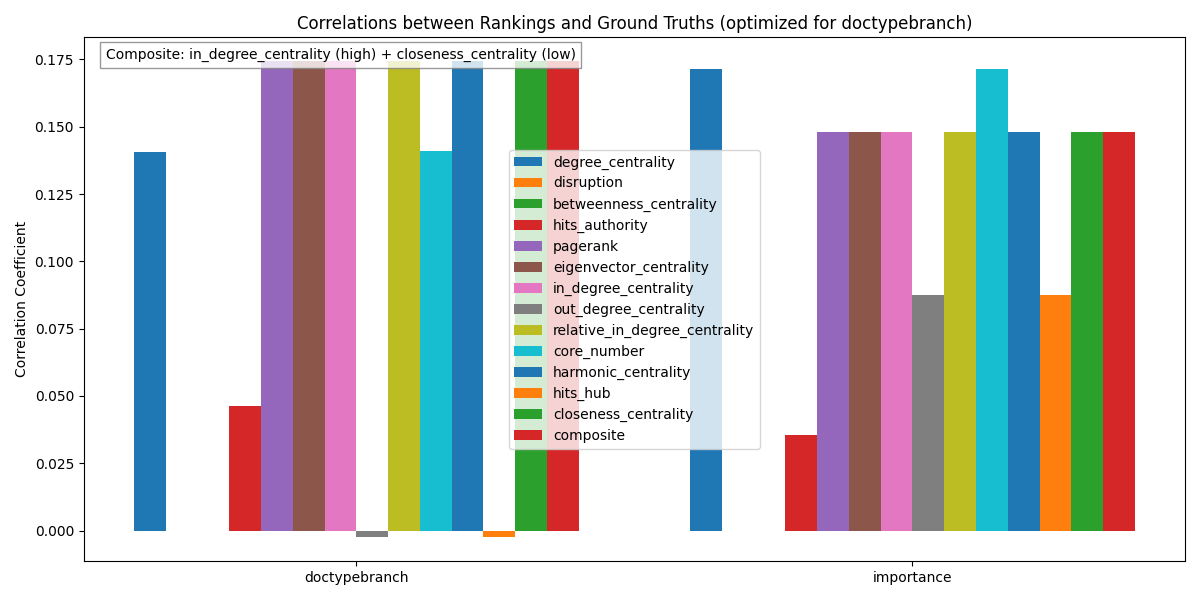 Correlations between Rankings and Ground Truths (optimized for doctypebranch)
Composite: in_degree_centrality (high) + closeness_centrality (low)
Correlation Coefficient
0.175
0.150
0.125
0.100
0.075
0.050
0.025
0.000
degree_centrality
disruption
betweenness_centrality
hits_authority
pagerank
eigenvector_centrality
in_degree_centrality
out_degree_centrality
relative_in_degree_centrality
core_number
harmonic_centrality
hits_hub
closeness_centrality
composite
doctypebranch
importance